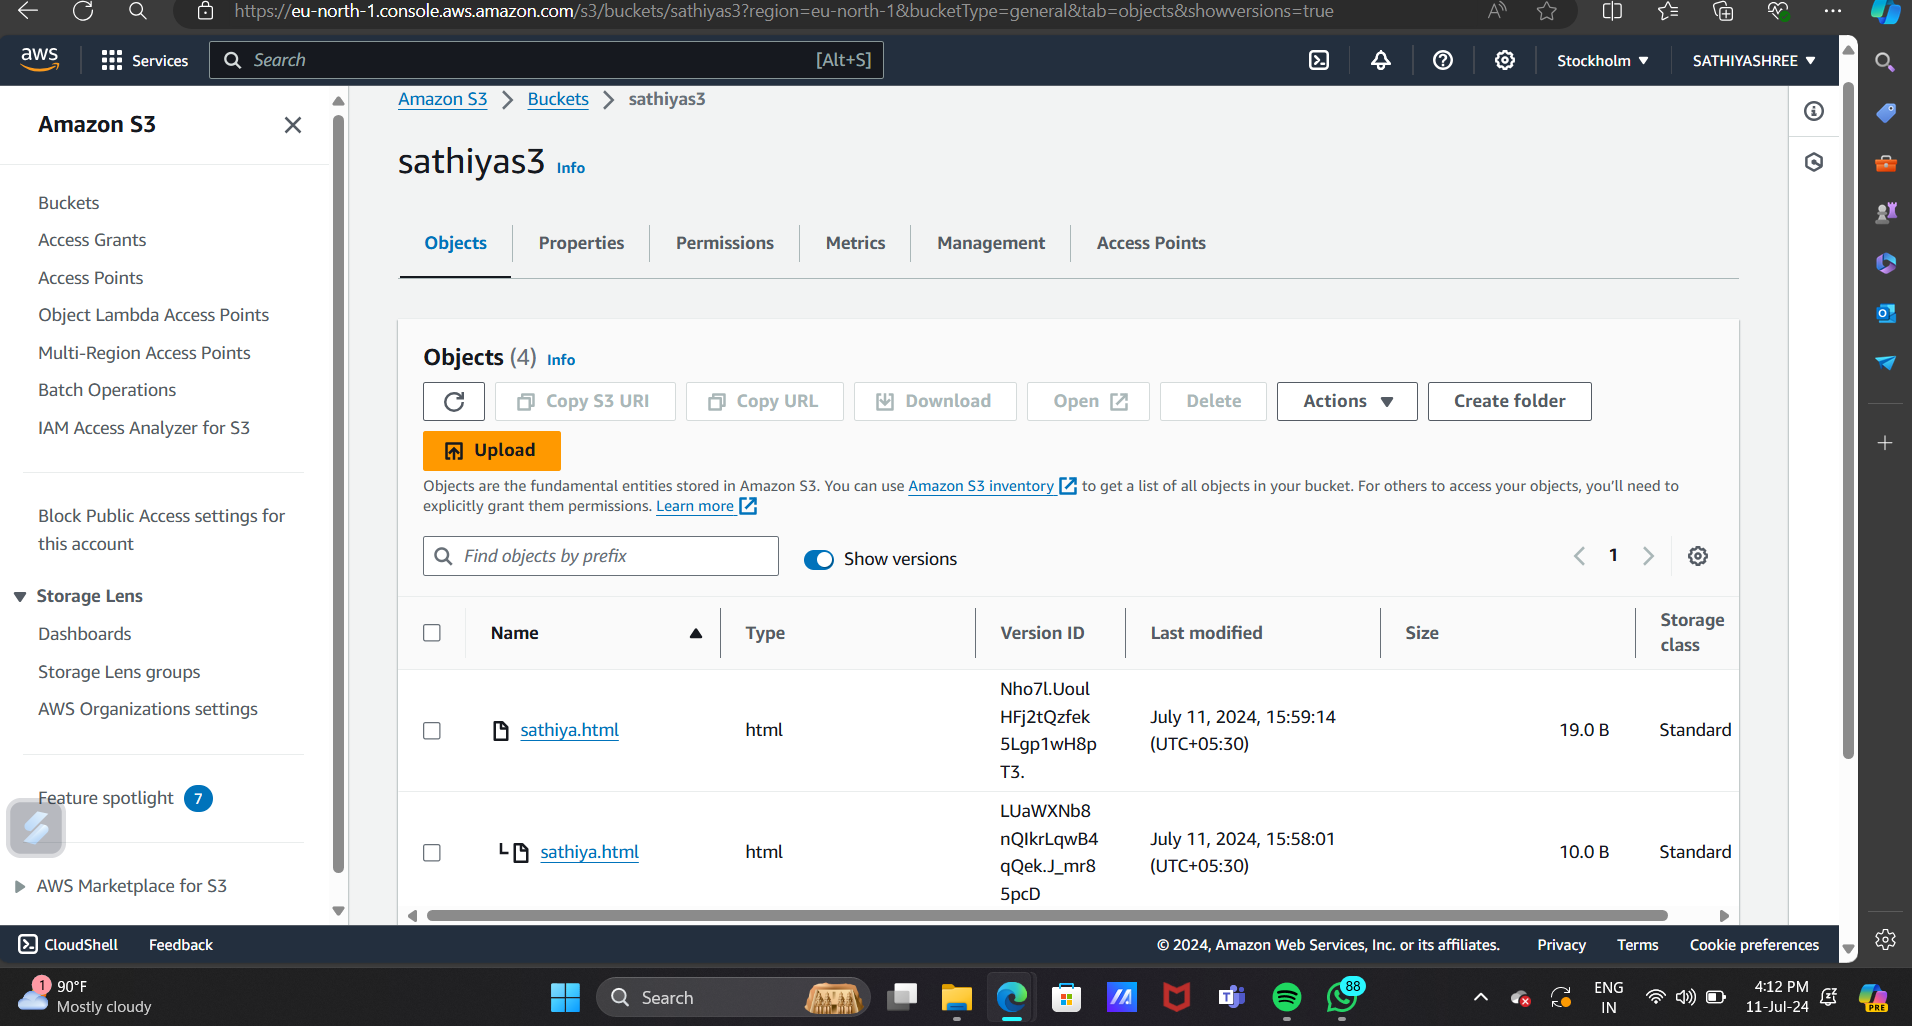 https://eu-north-1.console.aws.amazon.com/s3/buckets/sathiyas3?region=eu-north-1&bucketType=general&tab=objects&showversions=true
aws
Services
Search
[Alt+S]
Stockholm
SATHIYASHREE
Amazon S3
Buckets
Access Grants
Access Points
Object Lambda Access Points
Multi-Region Access Points
Batch Operations
IAM Access Analyzer for S3
Block Public Access settings for
this account
Storage Lens
Dashboards
Storage Lens groups
AWS Organizations settings
Feature spotlight 7
AWS Marketplace for S3
Amazon S3 > Buckets > sathiyas3
sathiyas3 Info
Objects
Properties
Permissions
Metrics
Management
Access Points
Objects (4) Info
Copy S3 URI
Copy URL
Download
Open
Delete
Actions
Create folder
Upload
Objects are the fundamental entities stored in Amazon S3. You can use Amazon S3 inventory to get a list of all objects in your bucket. For others to access your objects, you'll need to
explicitly grant them permissions. Learn more
Find objects by prefix
Show versions
1
Name
Type
Version ID
Last modified
Size
Storage
class
sathiya.html
html
Nho7l.Uoul
HFj2tQzfek
5Lgp1wH8p
T3.
July 11, 2024, 15:59:14
(UTC+05:30)
19.0 B
Standard
sathiya.html
html
LUaWXNb8
nQIkrLqwB4
qQek.J_mr8
5pcD
July 11, 2024, 15:58:01
(UTC+05:30)
10.0 B
Standard
CloudShell
Feedback
© 2024, Amazon Web Services, Inc. or its affiliates.
Privacy
Terms
Cookie preferences
1
90°F
Mostly cloudy
Search
88
ENG
IN
4:12 PM
11-Jul-24
PRE